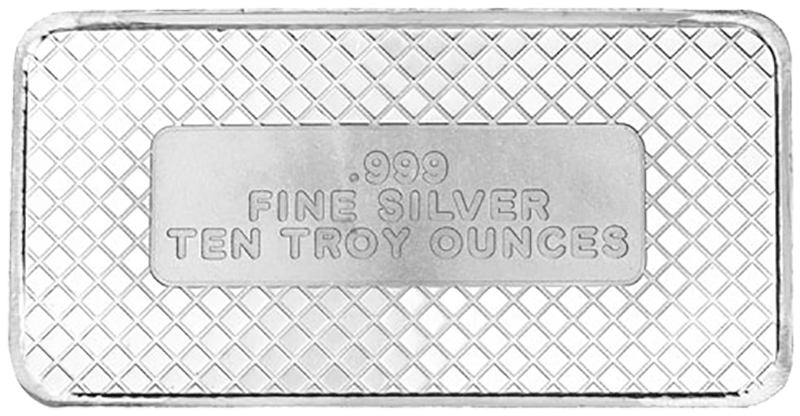 .999
FINE SILVER
TEN TROY OUNCES